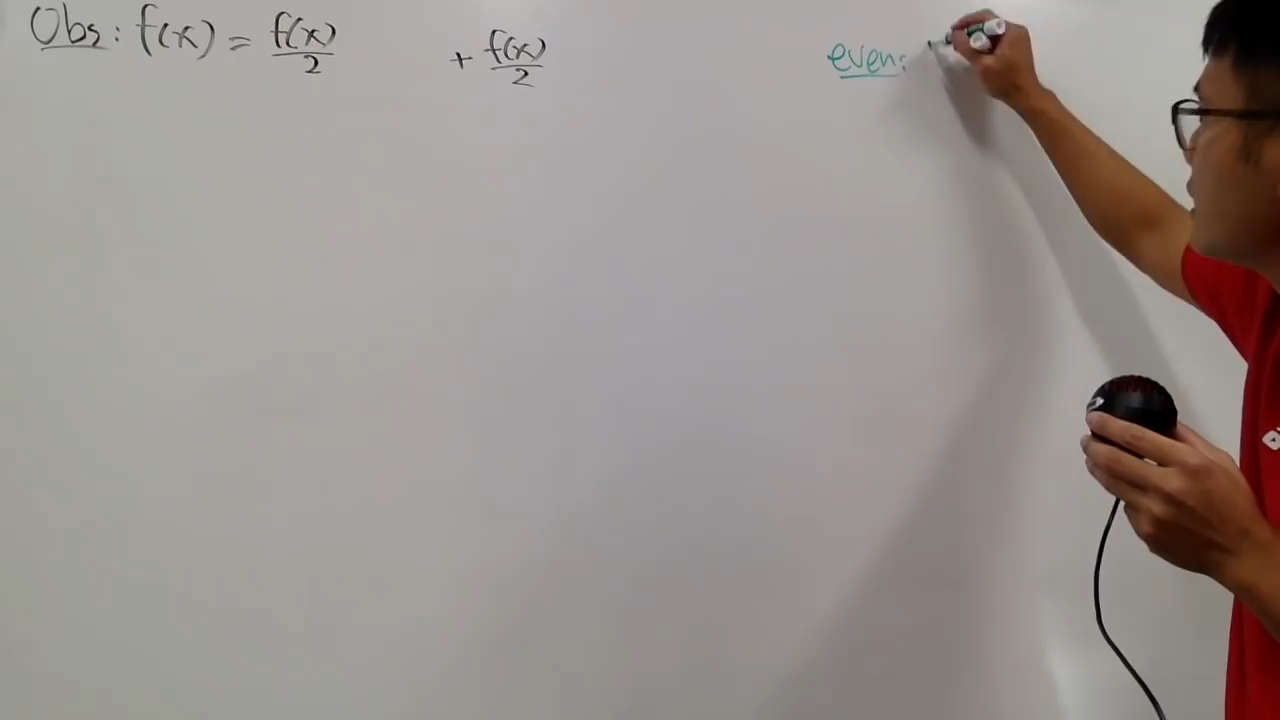 Obs: f(x) = f(x)/2 + f(x)/2
even: